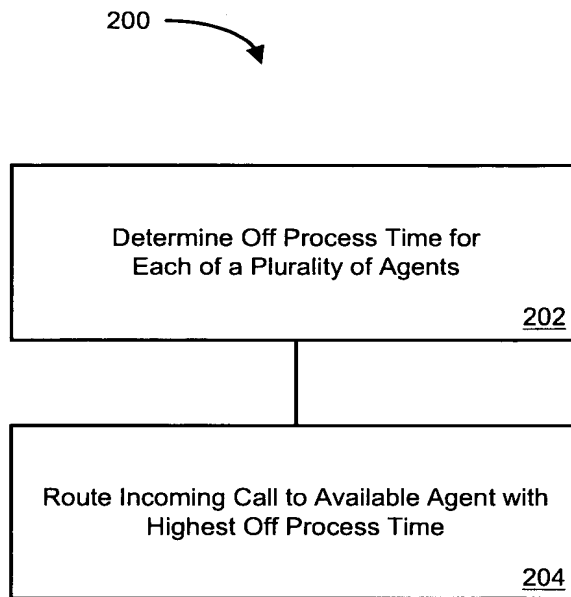 200
Determine Off Process Time for
Each of a Plurality of Agents
202
Route Incoming Call to Available Agent with
Highest Off Process Time
204